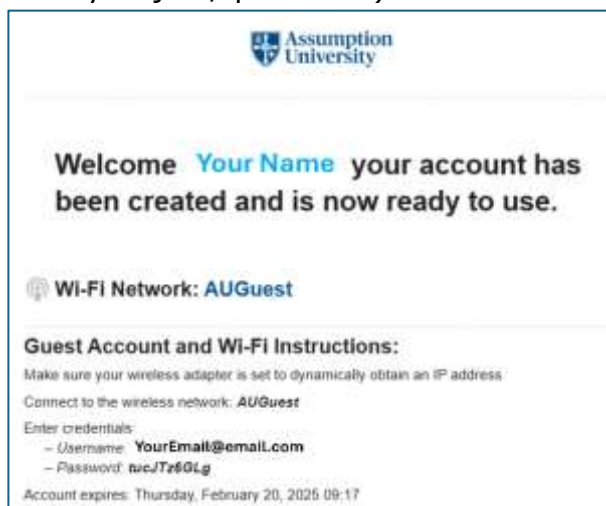 Assumption
University
Welcome Your Name your account has
been created and is now ready to use.
Wi-Fi Network: AUGuest
Guest Account and Wi-Fi Instructions:
Make sure your wireless adapter is set to dynamically obtain an IP address
Connect to the wireless network: AUGuest
Enter credentials
– Username: YourEmail@email.com
– Password: tucJTz6GLg
Account expires: Thursday, February 20, 2025 09:17